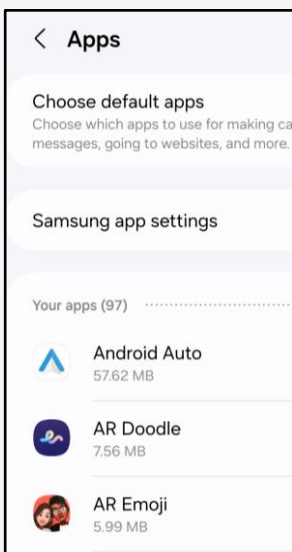 Apps
Choose default apps
Choose which apps to use for making
messages, going to websites, and more.
Samsung app settings
Your apps (97)
Android Auto
57.62 MB
AR Doodle
7.56 MB
AR Emoji
5.99 MB